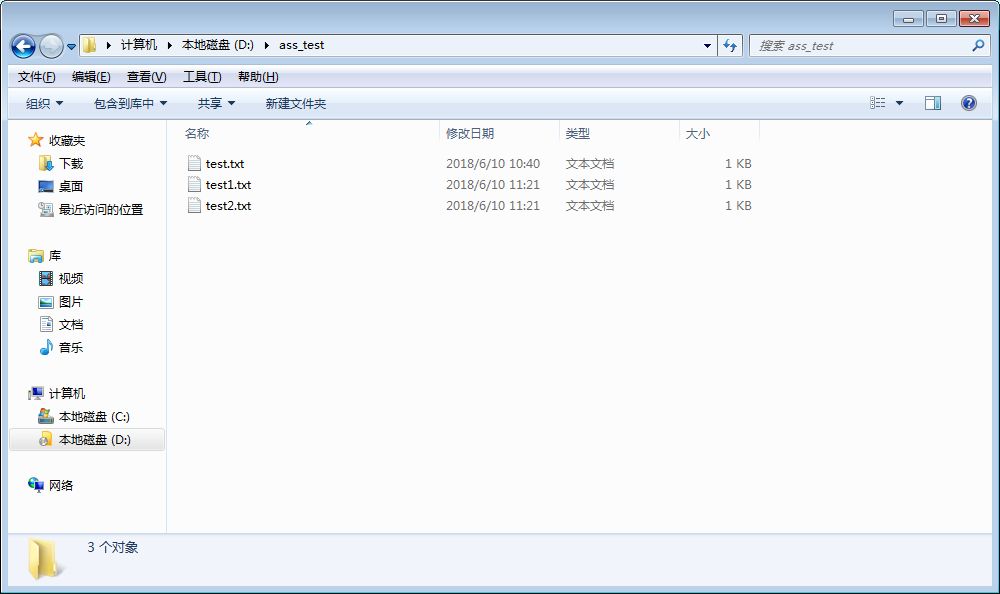 计算机 本地磁盘 (D:) ass_test 搜索 ass_test
文件(F) 编辑(E) 查看(V) 工具(T) 帮助(H)
组织 包含到库中 共享 新建文件夹
名称 修改日期 类型 大小
test.txt 2018/6/10 10:40 文本文档 1 KB
test1.txt 2018/6/10 11:21 文本文档 1 KB
test2.txt 2018/6/10 11:21 文本文档 1 KB
收藏夹
下载
桌面
最近访问的位置
库
视频
图片
文档
音乐
计算机
本地磁盘 (C:)
本地磁盘 (D:)
网络
3 个对象